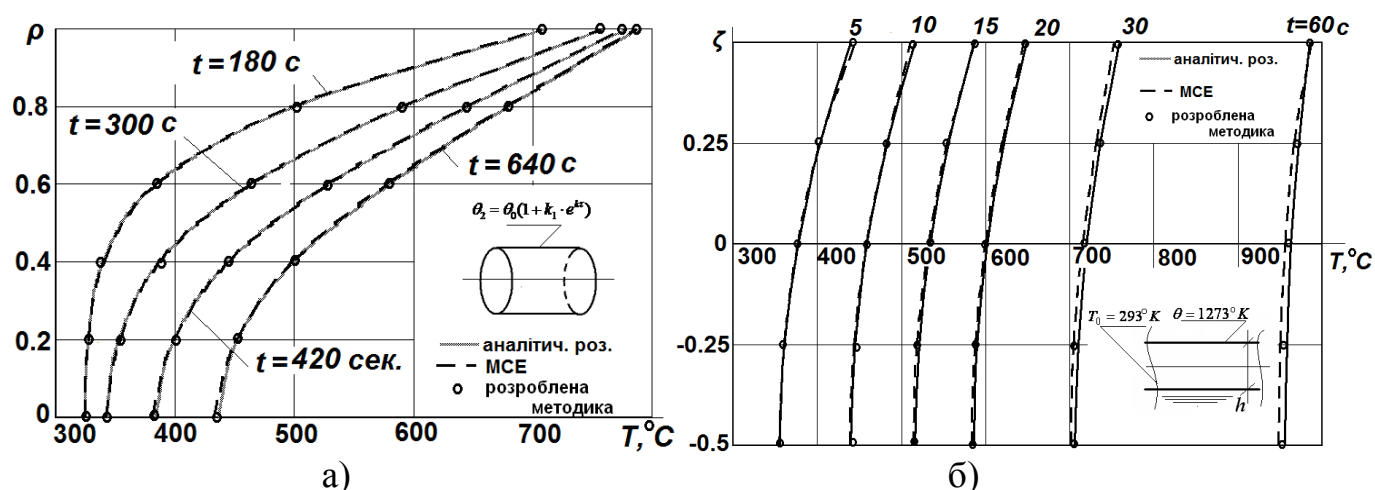 ρ
t = 180 c
0.8
t = 300 c
t = 640 c
0.6
θ₂ = θ₀(1 + k₁ · e^{kτ})
0.4
0.2
t = 420 сек.
аналітич. роз.
МСЕ
розроблена
методика
0
300 400 500 600 700 T,°C
а)
ζ
5 10 15 20 30 t=60 c
аналітич. роз.
МСЕ
розроблена
методика
0.25
0
300 400 500 600 700 800 900 T,°C
T₀ = 293°K θ = 1273°K
-0.25
h
-0.5
б)